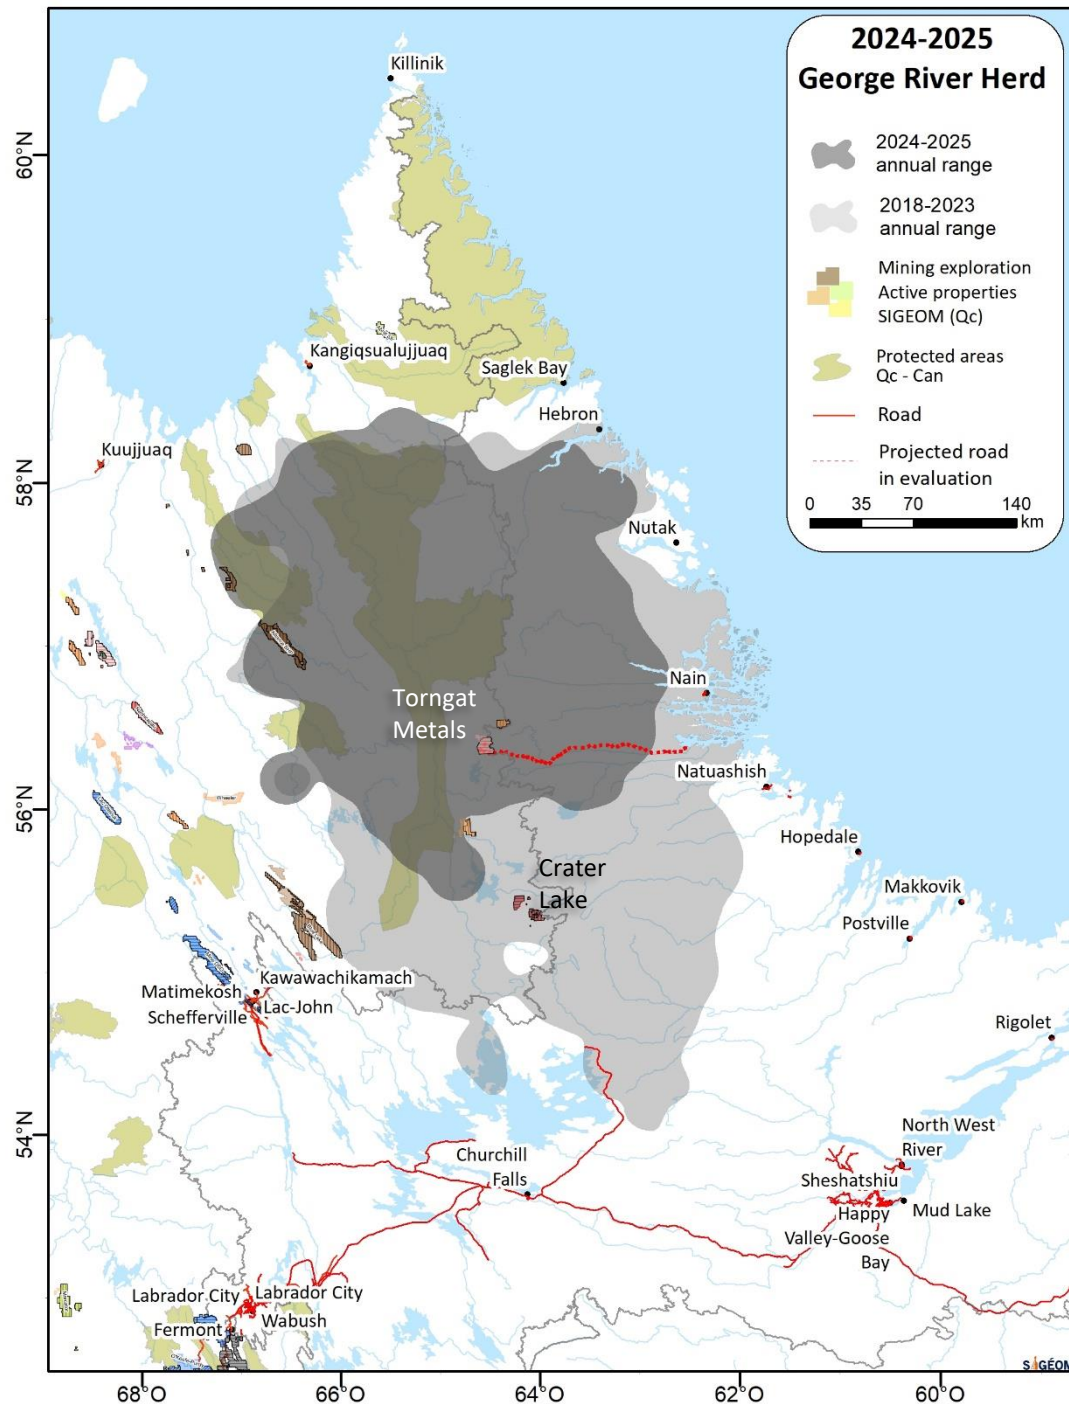 2024-2025
George River Herd
2024-2025
annual range
2018-2023
annual range
Mining exploration
Active properties
SIGEOM (Qc)
Protected areas
Qc - Can
Road
Projected road
in evaluation
0 35 70 140
km
Killinik
60°N
Kangiqsualujjuaq
Saglek Bay
Hebron
Kuujjuaq
58°N
Nutak
Nain
Torngat
Metals
Natuashish
56°N
Hopedale
Crater
Lake
Makkovik
Postville
Kawawachikamach
Matimekosh
Lac-John
Schefferville
Rigolet
54°N
North West
River
Churchill
Falls
Sheshatshiu
Mud Lake
Happy
Valley-Goose
Bay
Labrador City
Labrador City
Wabush
Fermont
68°O
66°O
64°O
62°O
60°O